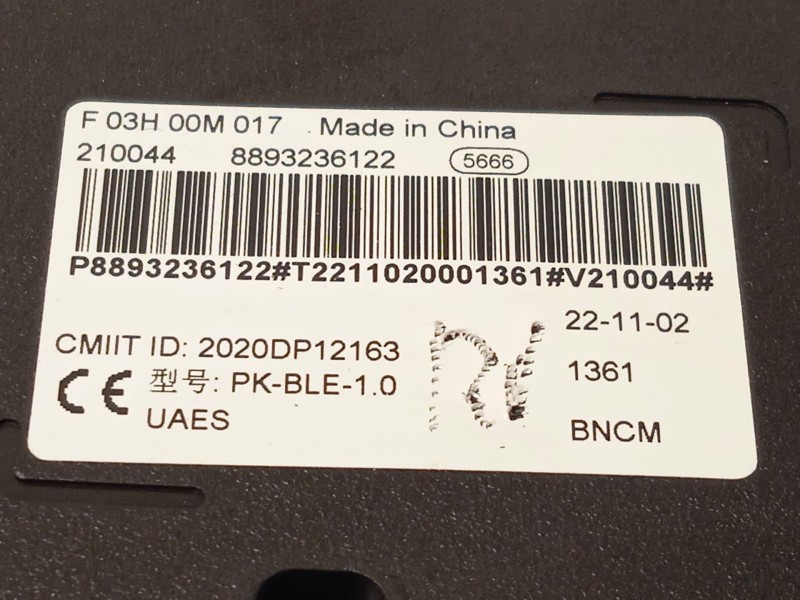 F 03H 00M 017 Made in China
210044 8893236122 5666
P8893236122#T2211020001361#V210044#
22-11-02
CMIIT ID: 2020DP12163
1361
CE 型号: PK-BLE-1.0
UAES
BNCM